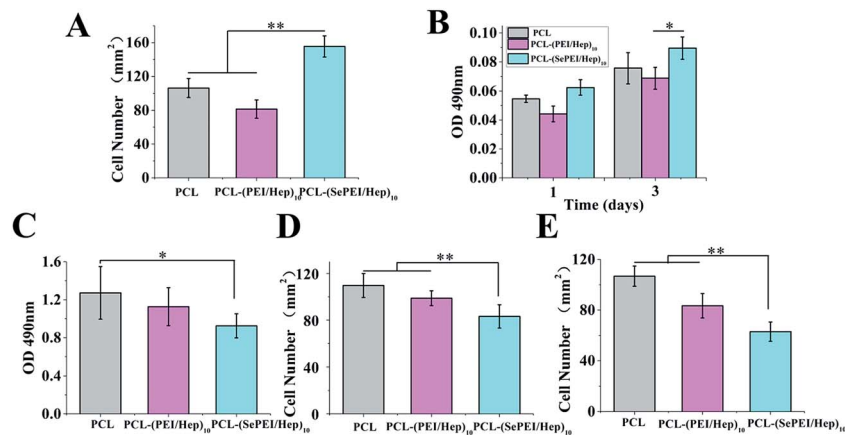 A
Cell Number (mm²)
160
120
80
40
0
**
PCL
PCL-(PEI/Hep)₁₀
PCL-(SePEI/Hep)₁₀
B
OD 490nm
0.10
0.08
0.06
0.04
0.02
0.00
PCL
PCL-(PEI/Hep)₁₀
PCL-(SePEI/Hep)₁₀
*
1
3
Time (days)
C
OD 490nm
1.6
1.2
0.8
0.4
0.0
*
PCL
PCL-(PEI/Hep)₁₀
PCL-(SePEI/Hep)₁₀
D
Cell Number (mm²)
120
80
40
0
**
PCL
PCL-(PEI/Hep)₁₀
PCL-(SePEI/Hep)₁₀
E
Cell Number (mm²)
120
80
40
0
**
PCL
PCL-(PEI/Hep)₁₀
PCL-(SePEI/Hep)₁₀